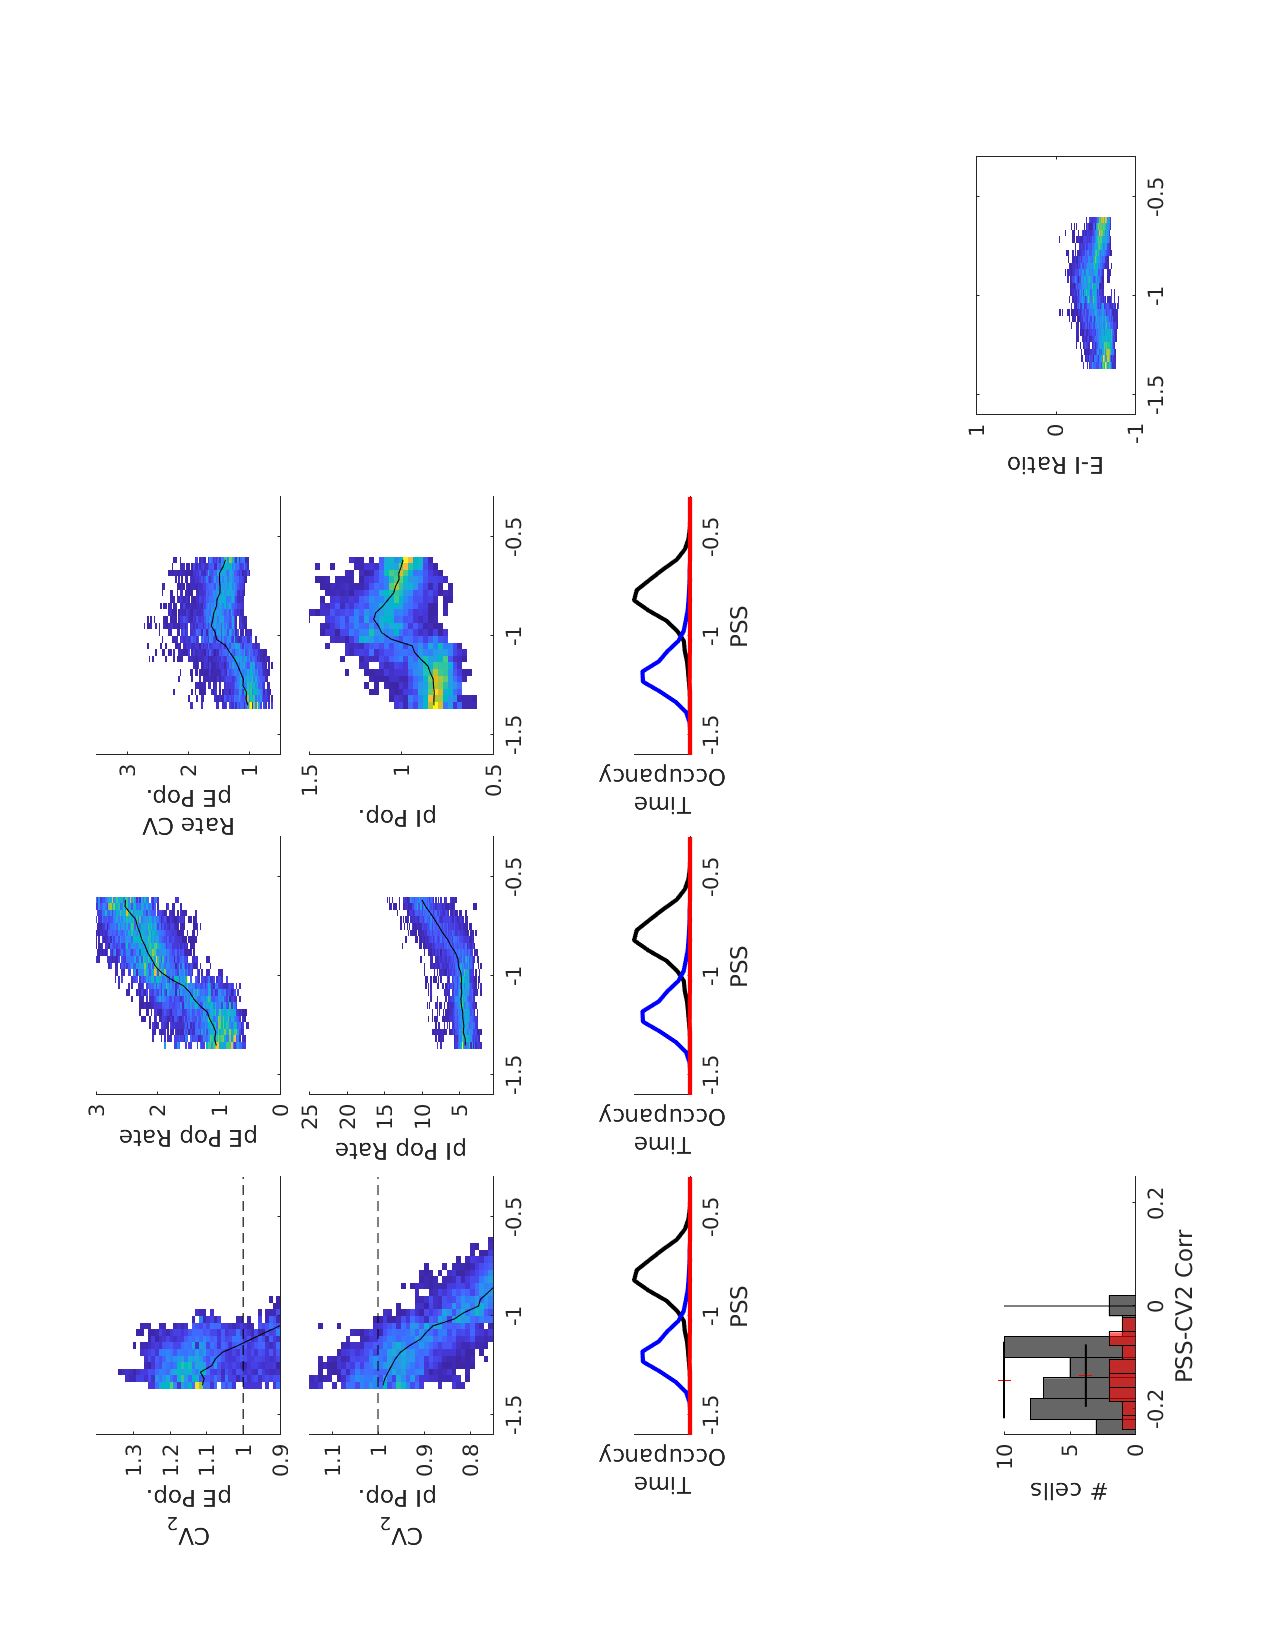 CV2
pE Pop.
1.3
1.2
1.1
1
0.9
pE Pop Rate
3
2
1
0
Rate CV
pE Pop.
3
2
1
CV2
pI Pop.
1.1
1
0.9
0.8
-1.5
-1
-0.5
pI Pop Rate
25
20
15
10
5
-1.5
-1
-0.5
pI Pop.
1.5
1
0.5
-1.5
-1
-0.5
Time
Occupancy
-1.5
-1
-0.5
PSS
Time
Occupancy
-1.5
-1
-0.5
PSS
Time
Occupancy
-1.5
-1
-0.5
PSS
# cells
10
5
0
-0.2
0
0.2
PSS-CV2 Corr
E-I Ratio
1
0
-1
-1.5
-1
-0.5